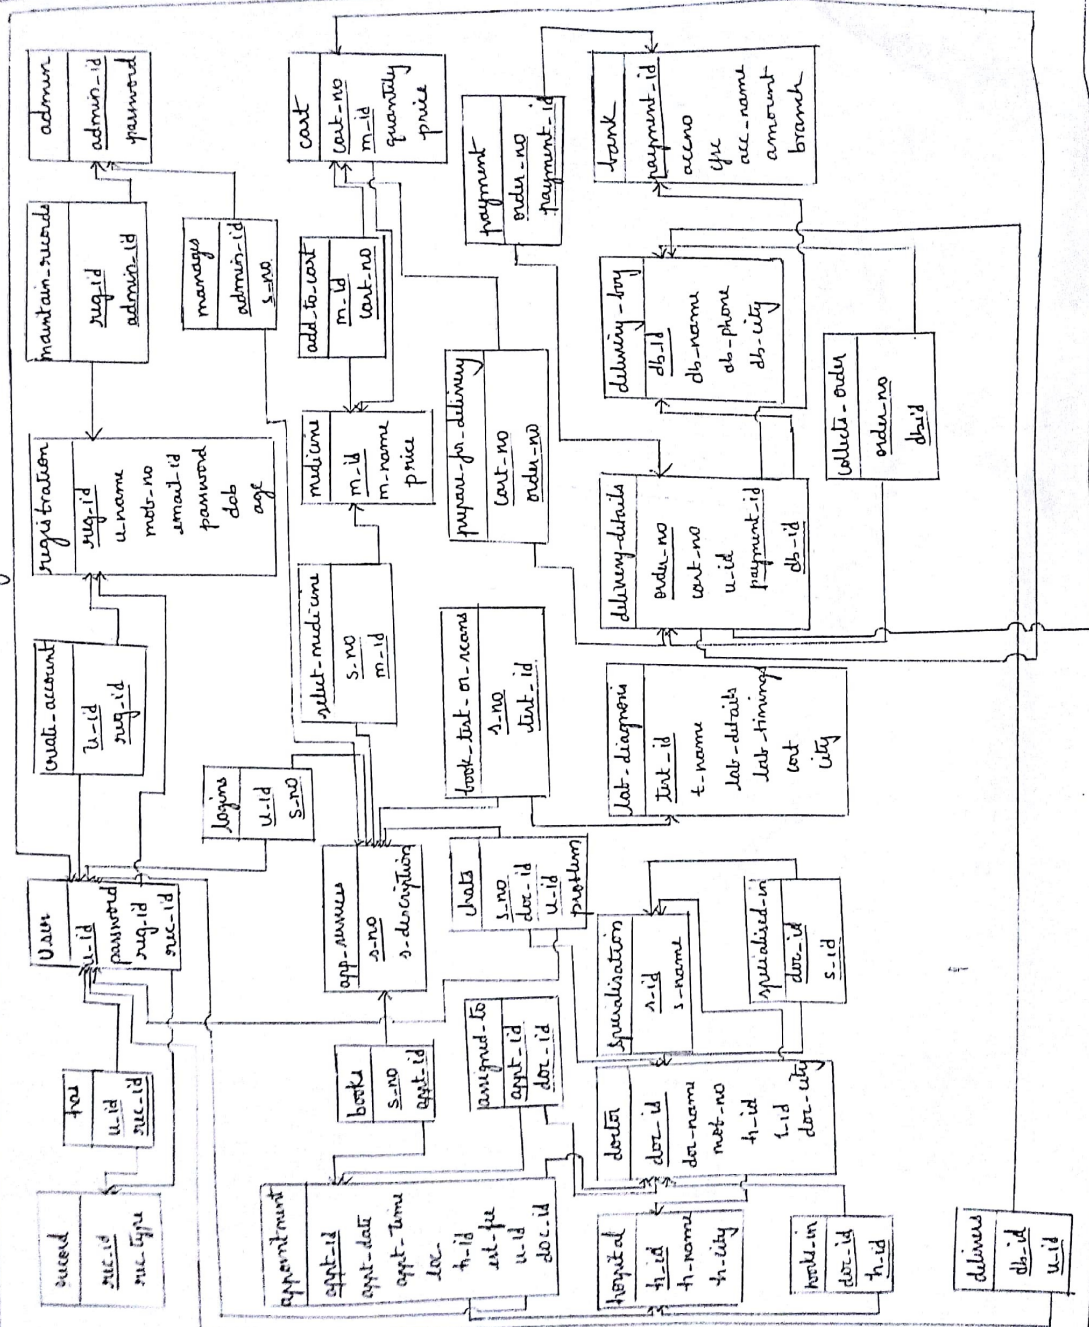 record
rec_id
rec_type
has
u_id
rec_id
User
u_id
password
reg_id
rec_id
create_account
u_id
reg_id
registration
reg_id
u_name
mob_no
email_id
password
dob
age
maintain_records
reg_id
admin_id
admin
admin_id
password
logins
u_id
s_no
manages
admin_id
s_no
appointment
appt_id
appt_date
appt_time
loc_
h_id
est_fee
u_id
doc_id
books
s_no
appt_id
app_services
s_no
s_description
select_medicine
s_no
m_id
medicine
m_id
m_name
price
add_to_cart
m_id
cart_no
cart
cart_no
m_id
quantity
price
assigned_to
appt_id
doc_id
chats
s_no
doc_id
u_id
problem
book_test_or_scans
s_no
test_id
prepare_for_delivery
cart_no
order_no
payment
order_no
payment_id
hospital
h_id
h_name
h_city
doctor
doc_id
doc_name
mob_no
h_id
s_id
doc_city
specialisation
s_id
s_name
lab_diagnosis
test_id
t_name
lab_details
lab_timings
cost
city
delivery_details
order_no
cart_no
u_id
payment_id
db_id
delivery_boy
db_id
db_name
db_phone
db_city
bank
payment_id
accno
ifsc
acc_name
amount
branch
works_in
doc_id
h_id
specialised_in
doc_id
s_id
collects_order
order_no
db_id
delivers
db_id
u_id